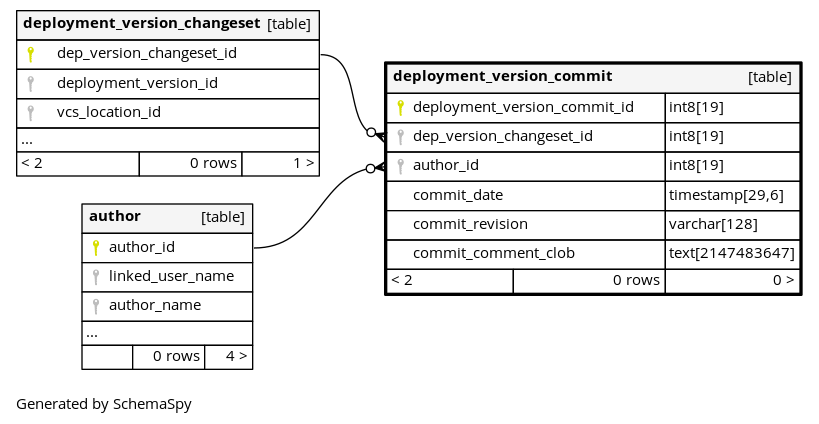 deployment_version_changeset [table]
dep_version_changeset_id
deployment_version_id
vcs_location_id
...
< 2 0 rows 1 >
deployment_version_commit [table]
deployment_version_commit_id int8[19]
dep_version_changeset_id int8[19]
author_id int8[19]
commit_date timestamp[29,6]
commit_revision varchar[128]
commit_comment_clob text[2147483647]
< 2 0 rows 0 >
author [table]
author_id
linked_user_name
author_name
...
0 rows 4 >
Generated by SchemaSpy